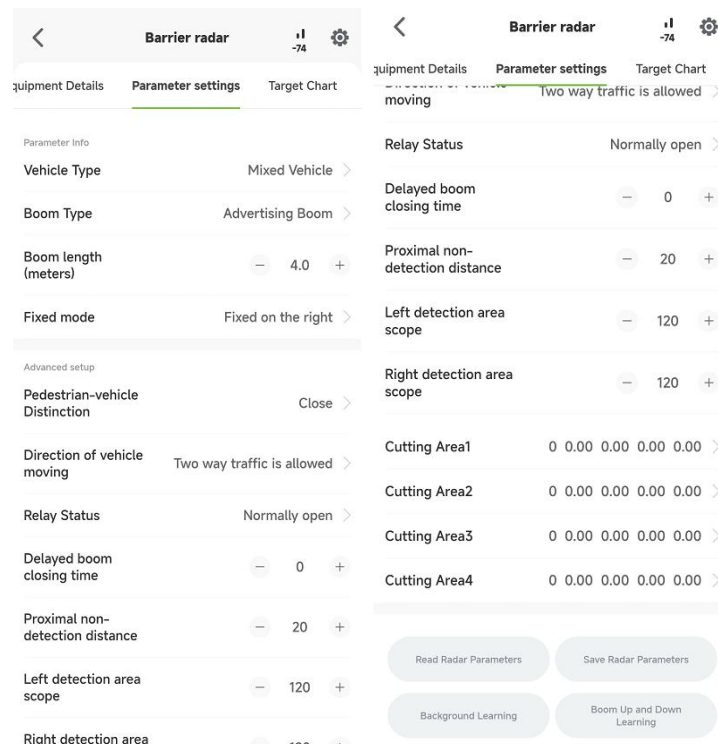 Barrier radar
-74
quipment Details Parameter settings Target Chart
Parameter Info
Vehicle Type Mixed Vehicle
Boom Type Advertising Boom
Boom length
(meters)
− 4.0 +
Fixed mode Fixed on the right
Advanced setup
Pedestrian-vehicle
Distinction
Close
Direction of vehicle
moving
Two way traffic is allowed
Relay Status Normally open
Delayed boom
closing time
− 0 +
Proximal non-
detection distance
− 20 +
Left detection area
scope
− 120 +
Right detection area
Barrier radar
-74
quipment Details Parameter settings Target Chart
moving
Two way traffic is allowed
Relay Status Normally open
Delayed boom
closing time
− 0 +
Proximal non-
detection distance
− 20 +
Left detection area
scope
− 120 +
Right detection area
scope
− 120 +
Cutting Area1 0 0.00 0.00 0.00 0.00
Cutting Area2 0 0.00 0.00 0.00 0.00
Cutting Area3 0 0.00 0.00 0.00 0.00
Cutting Area4 0 0.00 0.00 0.00 0.00
Read Radar Parameters Save Radar Parameters
Background Learning Boom Up and Down
Learning